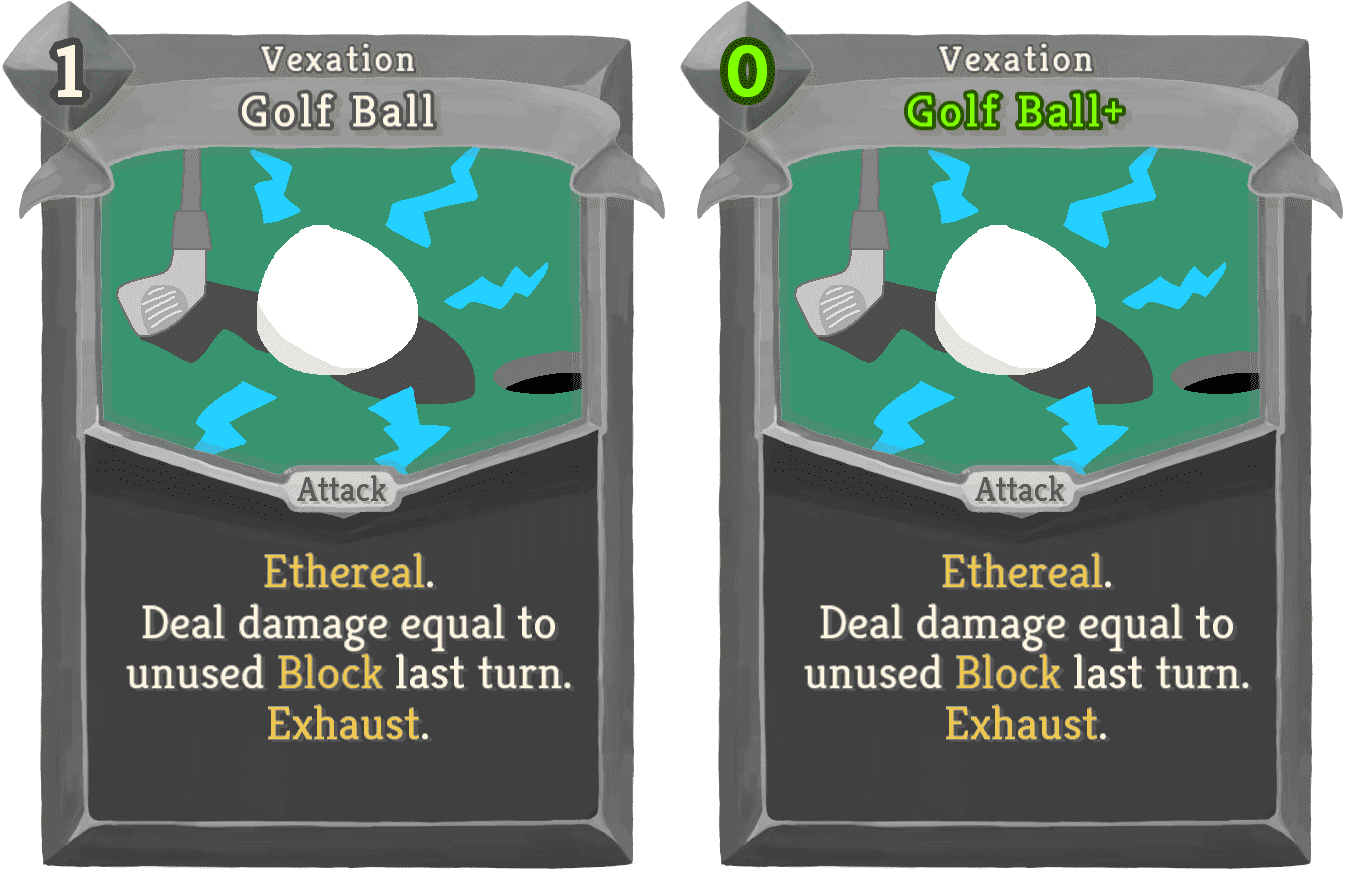 1
Vexation
Golf Ball
Attack
Ethereal.
Deal damage equal to
unused Block last turn.
Exhaust.
0
Vexation
Golf Ball+
Attack
Ethereal.
Deal damage equal to
unused Block last turn.
Exhaust.